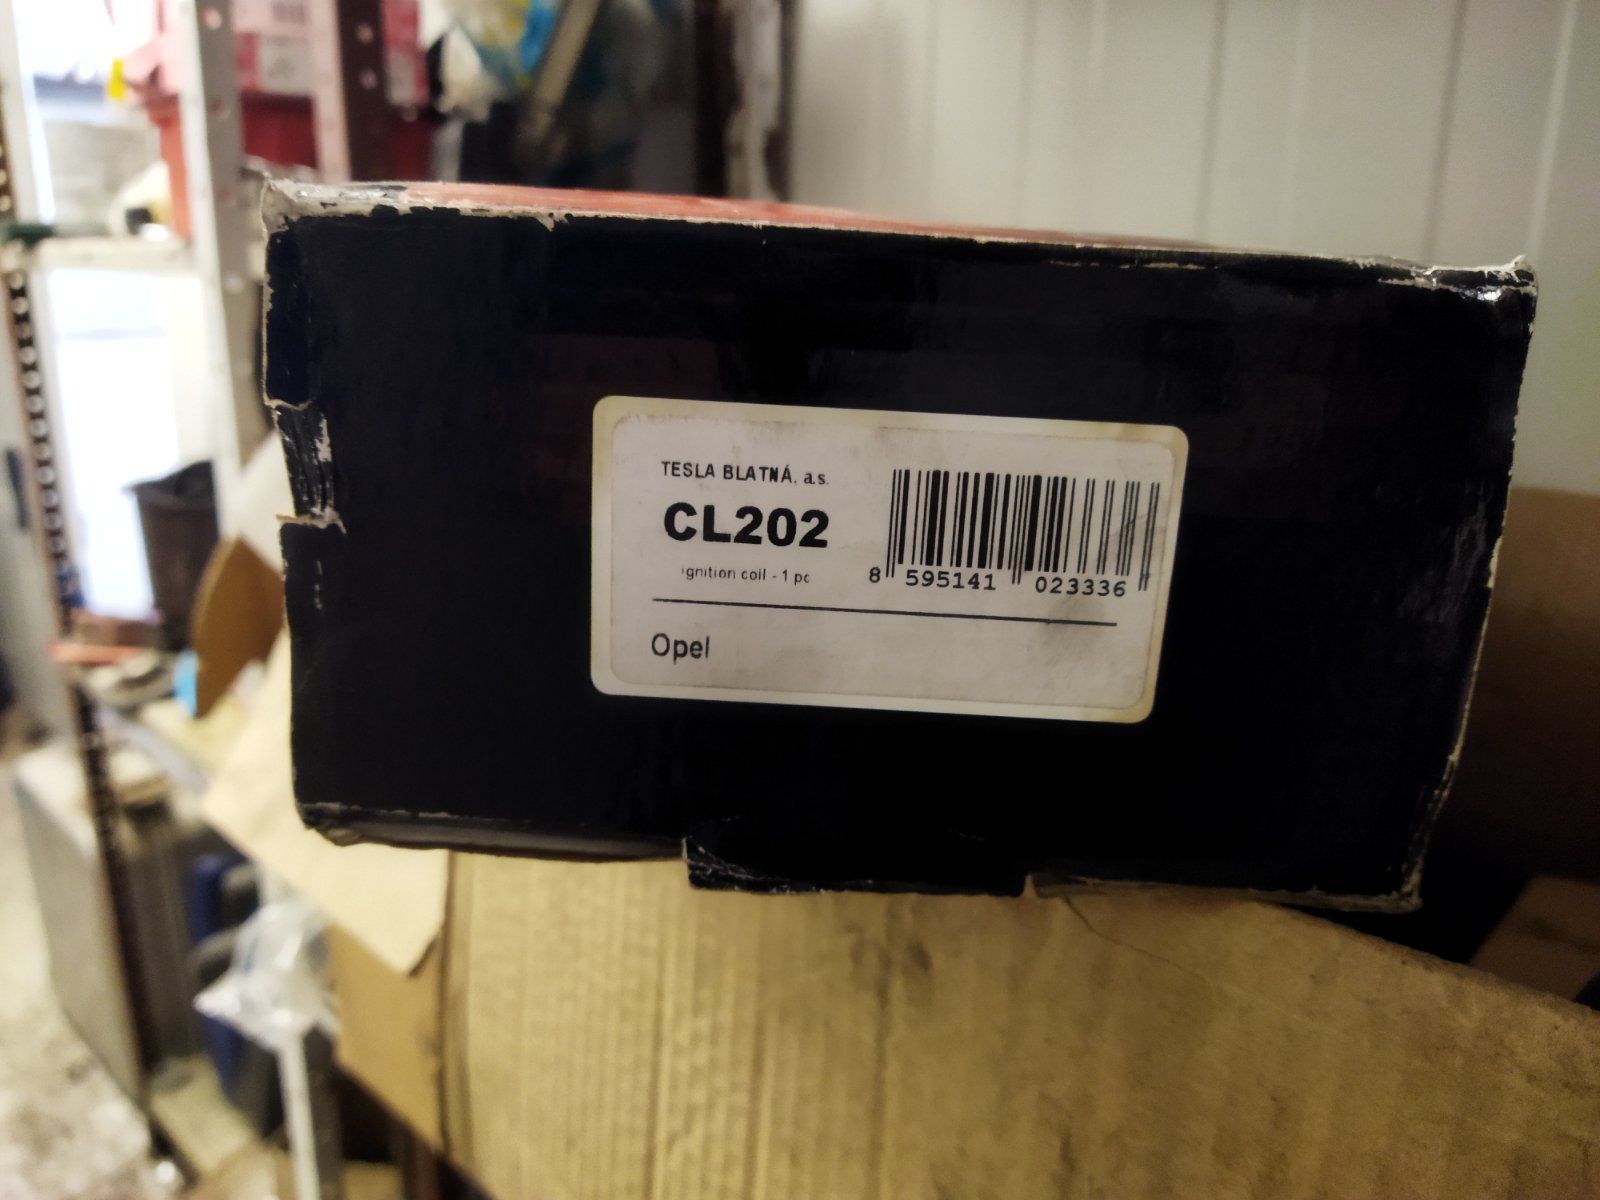 TESLA BLATNÁ, a.s.
CL202
ignition coil - 1 pc
8 595141 023336
Opel